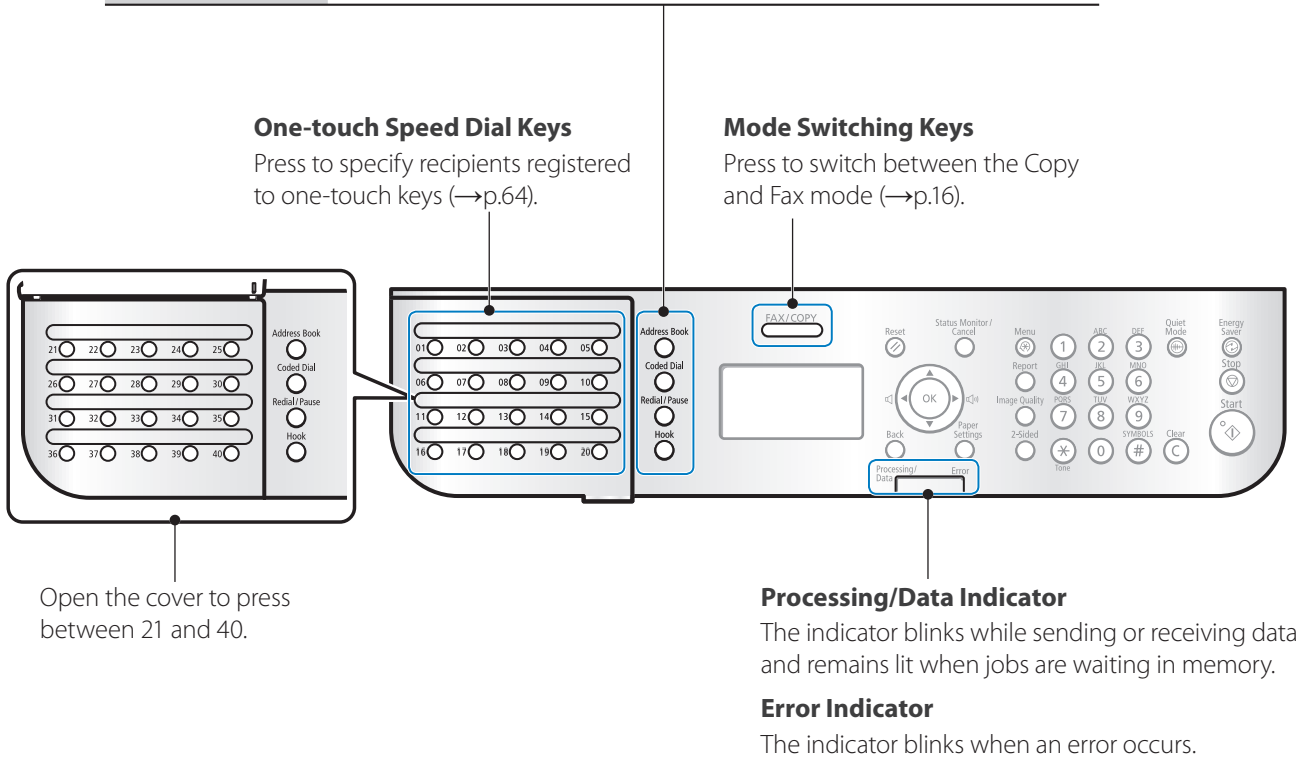 One-touch Speed Dial Keys
Press to specify recipients registered
to one-touch keys (→p.64).
Mode Switching Keys
Press to switch between the Copy
and Fax mode (→p.16).
Address Book
21 22 23 24 25
Coded Dial
26 27 28 29 30
Redial/Pause
31 32 33 34 35
Hook
36 37 38 39 40
Address Book
01 02 03 04 05
Coded Dial
06 07 08 09 10
Redial/Pause
11 12 13 14 15
Hook
16 17 18 19 20
FAX/COPY
Reset
Status Monitor/
Cancel
OK
Back
Paper
Settings
Processing/
Data
Error
Menu
Report
Image Quality
2-Sided
ABC DEF
1 2 3
GHI JKL MNO
4 5 6
PQRS TUV WXYZ
7 8 9
SYMBOLS
0 #
Tone
Quiet
Mode
Clear
C
Energy
Saver
Stop
Start
Open the cover to press
between 21 and 40.
Processing/Data Indicator
The indicator blinks while sending or receiving data
and remains lit when jobs are waiting in memory.
Error Indicator
The indicator blinks when an error occurs.